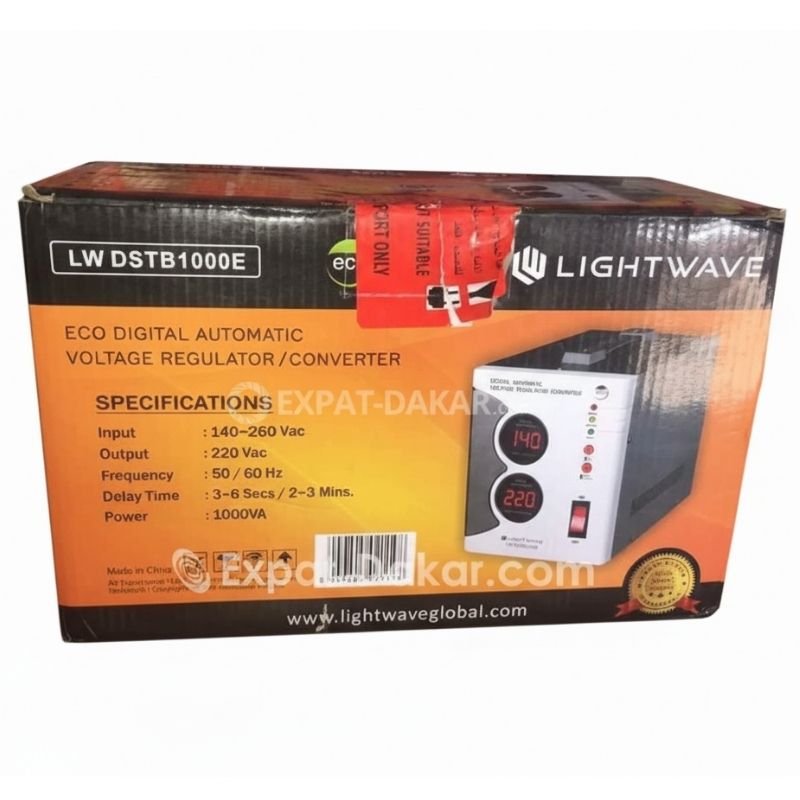 LW DSTB1000E
eco
PORT ONLY
SUITABLE
LIGHTWAVE
ECO DIGITAL AUTOMATIC
VOLTAGE REGULATOR/CONVERTER
SPECIFICATIONS
Input : 140-260 Vac
Output : 220 Vac
Frequency : 50 / 60 Hz
Delay Time : 3-6 Secs / 2-3 Mins.
Power : 1000VA
EXPAT-DAKAR.
140
220
Made in China
Expat-Dakar.com
www.lightwaveglobal.com